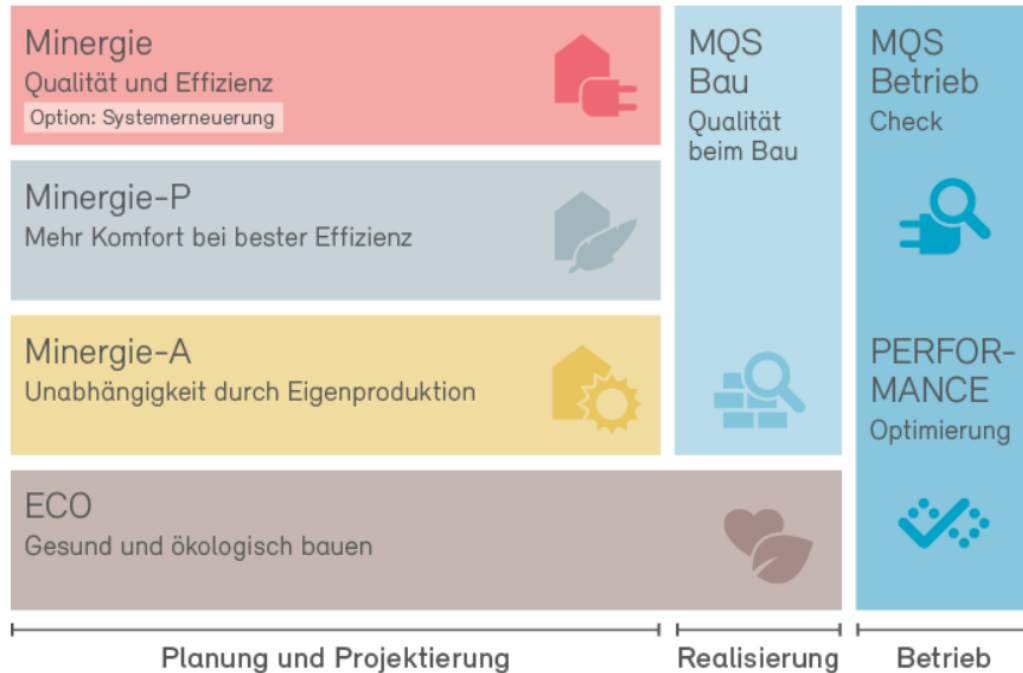 Minergie
Qualität und Effizienz
Option: Systemerneuerung
Minergie-P
Mehr Komfort bei bester Effizienz
Minergie-A
Unabhängigkeit durch Eigenproduktion
ECO
Gesund und ökologisch bauen
MQS
Bau
Qualität
beim Bau
MQS
Betrieb
Check
PERFOR-
MANCE
Optimierung
Planung und Projektierung
Realisierung
Betrieb